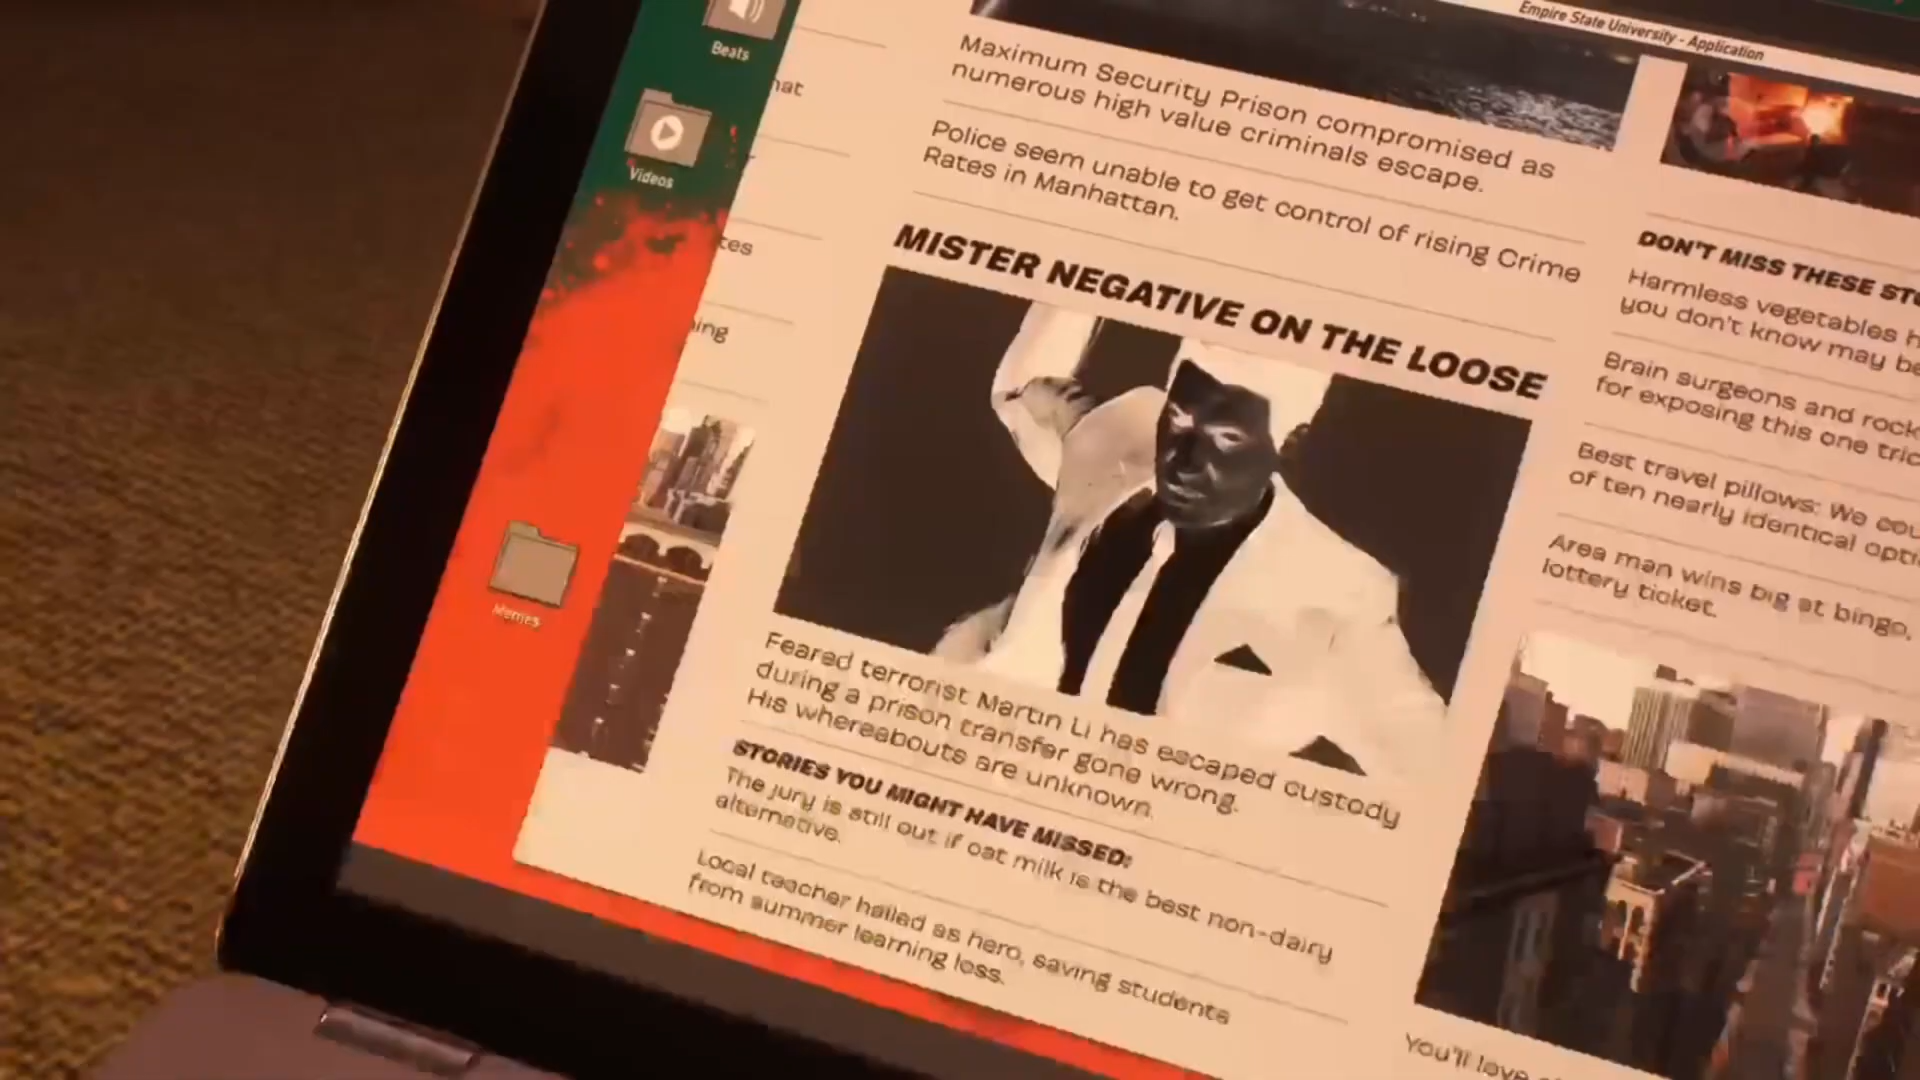 Empire State University - Application
Beats
Videos
Memes
Maximum Security Prison compromised as
numerous high value criminals escape.
Police seem unable to get control of rising Crime
Rates in Manhattan.
MISTER NEGATIVE ON THE LOOSE
Feared terrorist Martin Li has escaped custody
during a prison transfer gone wrong.
His whereabouts are unknown.
STORIES YOU MIGHT HAVE MISSED:
The jury is still out if oat milk is the best non-dairy
alternative.
Local teacher hailed as hero, saving students
from summer learning loss.
DON'T MISS THESE
Harmless vegetables
you don't know may
Brain surgeons and
for exposing this one
Best travel pillows: We
of ten nearly identical
Area man wins big at bingo,
lottery ticket.
You'll love